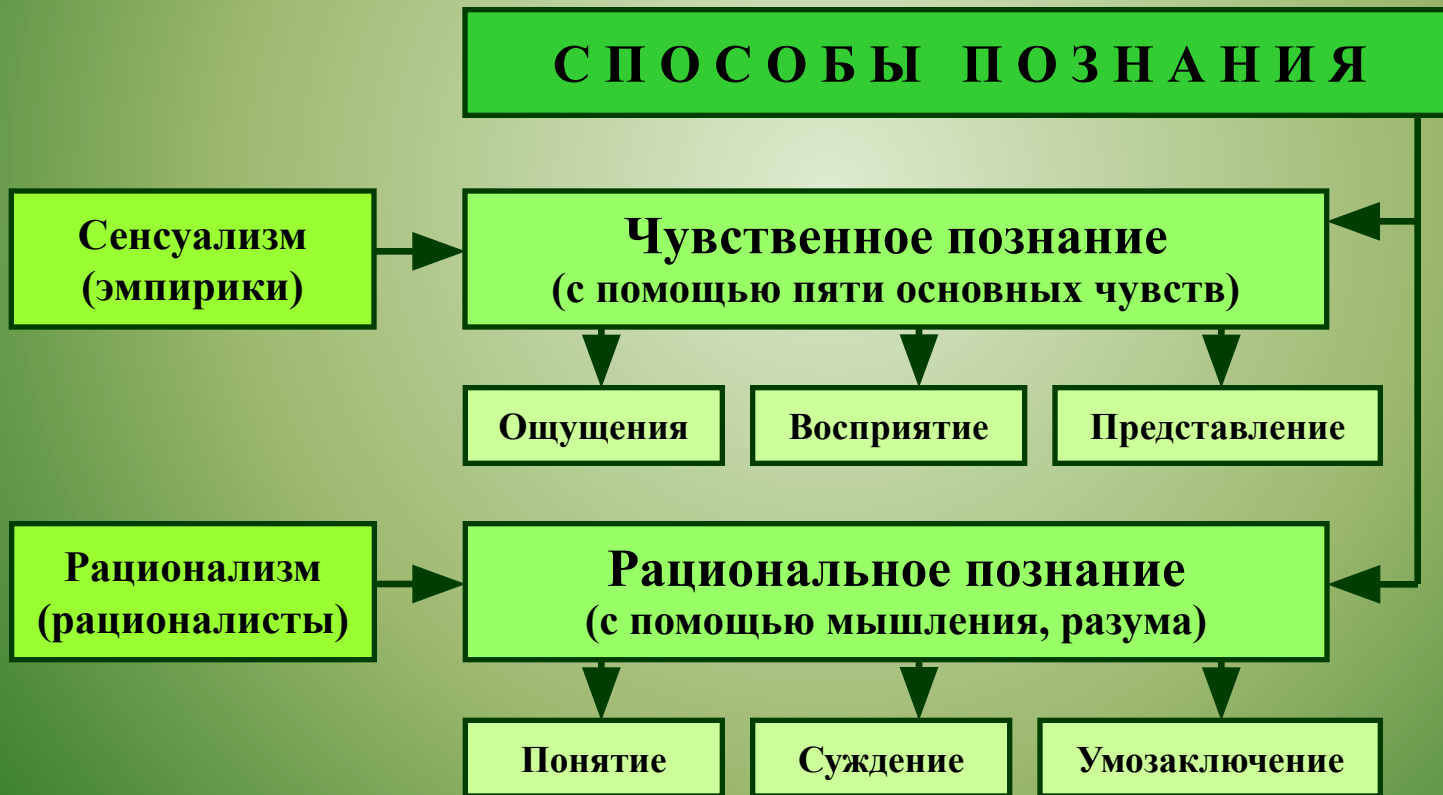 СПОСОБЫ ПОЗНАНИЯ
Сенсуализм
(эмпирики)
Чувственное познание
(с помощью пяти основных чувств)
Ощущения
Восприятие
Представление
Рационализм
(рационалисты)
Рациональное познание
(с помощью мышления, разума)
Понятие
Суждение
Умозаключение